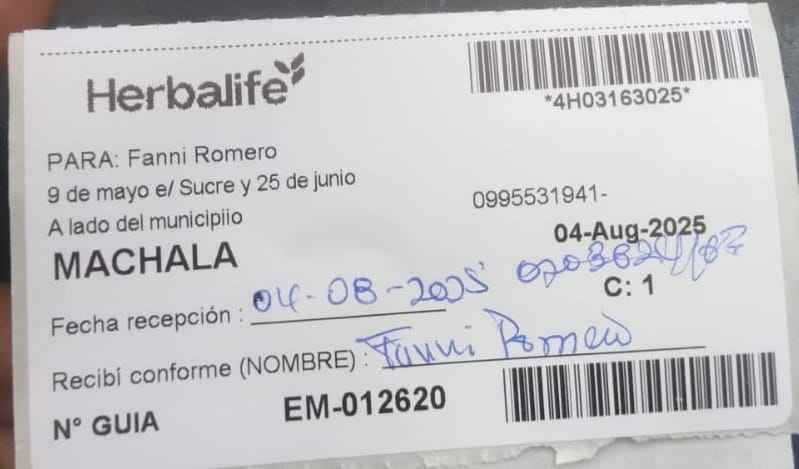 Herbalife
*4H03163025*
PARA: Fanni Romero
9 de mayo e/ Sucre y 25 de junio
0995531941-
A lado del municipiio
04-Aug-2025
MACHALA
C: 1
Fecha recepción : 04-08-2025
Recibí conforme (NOMBRE) : Fanni Romero
N° GUIA EM-012620